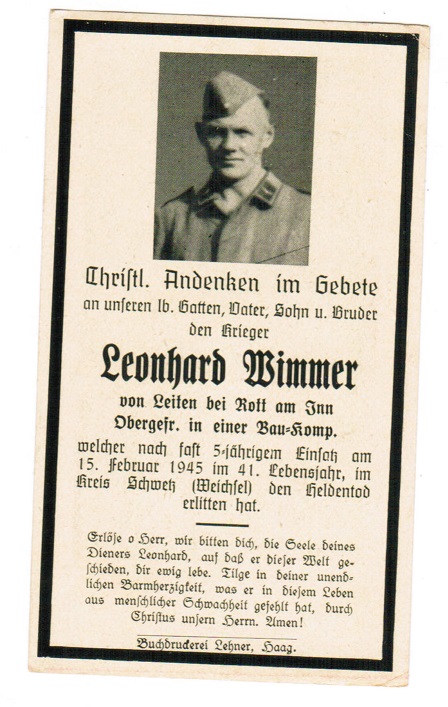 Christl. Andenken im Gebete
an unseren lb. Gatten, Vater, Sohn u. Bruder
den Krieger
Leonhard Wimmer
von Leiten bei Rott am Inn
Obergefr. in einer Bau-Komp.
welcher nach fast 5-jährigem Einsatz am
15. Februar 1945 im 41. Lebensjahr, im
Kreis Schwetz (Weichsel) den Heldentod
erlitten hat.
Erlöse o Herr, wir bitten dich, die Seele deines
Dieners Leonhard, auf daß er dieser Welt ge-
schieden, dir ewig lebe. Tilge in deiner unend-
lichen Barmherzigkeit, was er in diesem Leben
aus menschlicher Schwachheit gefehlt hat, durch
Christus unsern Herrn. Amen!
Buchdruckerei Lehner, Haag.